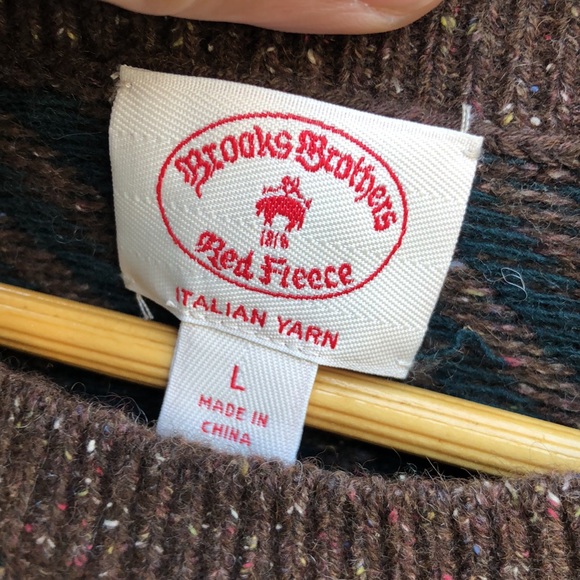 Brooks Brothers
1818
Red Fleece
ITALIAN YARN
L
MADE IN
CHINA